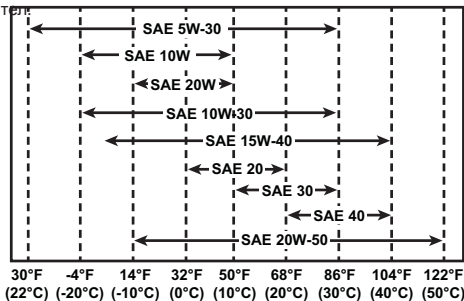 тел.
SAE 5W-30
SAE 10W
SAE 20W
SAE 10W-30
SAE 15W-40
SAE 20
SAE 30
SAE 40
SAE 20W-50
30°F -4°F 14°F 32°F 50°F 68°F 86°F 104°F 122°F
(22°C) (-20°C) (-10°C) (0°C) (10°C) (20°C) (30°C) (40°C) (50°C)